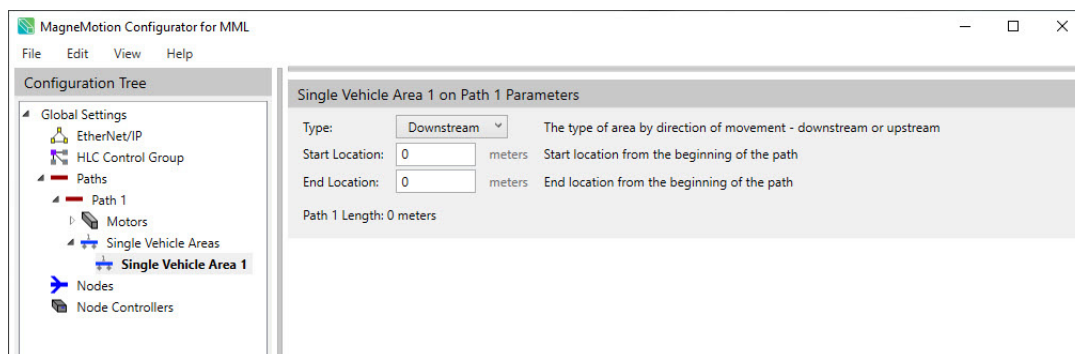 MagneMotion Configurator for MML
File Edit View Help
Configuration Tree
Global Settings
EtherNet/IP
HLC Control Group
Paths
Path 1
Motors
Single Vehicle Areas
Single Vehicle Area 1
Nodes
Node Controllers
Single Vehicle Area 1 on Path 1 Parameters
Type: Downstream The type of area by direction of movement - downstream or upstream
Start Location: 0 meters Start location from the beginning of the path
End Location: 0 meters End location from the beginning of the path
Path 1 Length: 0 meters